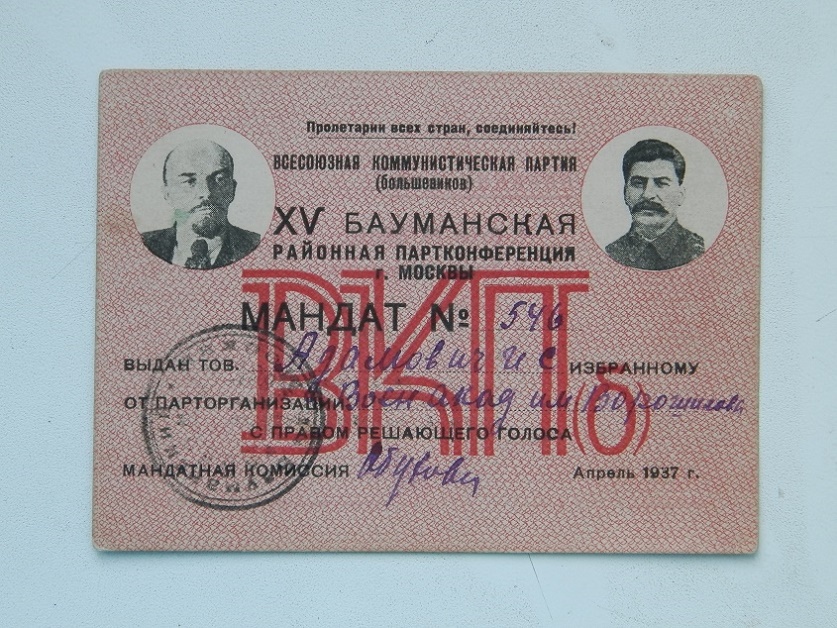 Пролетарии всех стран, соединяйтесь!
ВСЕСОЮЗНАЯ КОММУНИСТИЧЕСКАЯ ПАРТИЯ
(большевиков)
XV БАУМАНСКАЯ
РАЙОННАЯ ПАРТКОНФЕРЕНЦИЯ
г. МОСКВЫ
ВКП(б)
МАНДАТ № 546
ВЫДАН ТОВ. Адамович И С ИЗБРАННОМУ
ОТ ПАРТОРГАНИЗАЦИИ Воен Акад им Ворошилова
С ПРАВОМ РЕШАЮЩЕГО ГОЛОСА
МАНДАТНАЯ КОМИССИЯ Апрель 1937 г.